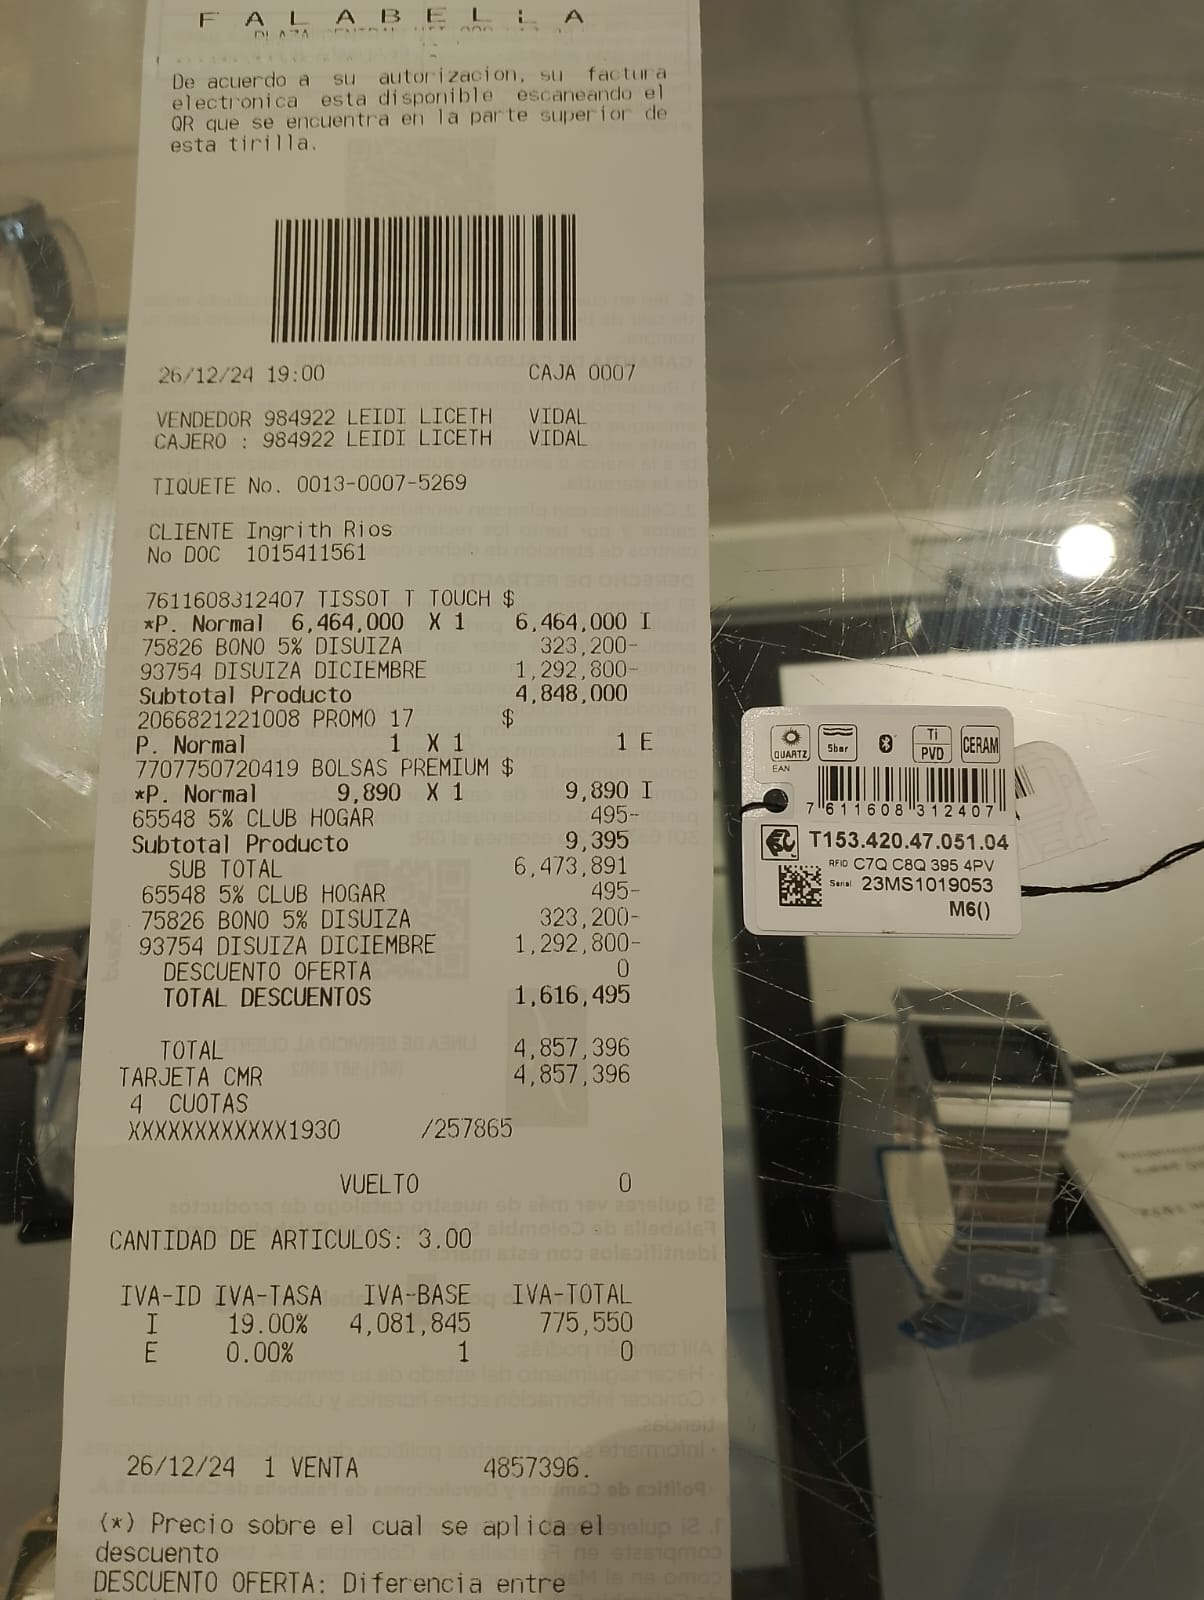 FALABELLA
De acuerdo a su autorizacion, su factura
electronica esta disponible escaneando el
QR que se encuentra en la parte superior de
esta tirilla.
26/12/24 19:00 CAJA 0007
VENDEDOR 984922 LEIDI LICETH VIDAL
CAJERO : 984922 LEIDI LICETH VIDAL
TIQUETE No. 0013-0007-5269
CLIENTE Ingrith Rios
No DOC 1015411561
7611608312407 TISSOT T TOUCH $
*P. Normal 6,464,000 X 1 6,464,000 I
75826 BONO 5% DISUIZA 323,200-
93754 DISUIZA DICIEMBRE 1,292,800-
Subtotal Producto 4,848,000
2066821221008 PROMO 17 $
P. Normal 1 X 1 1 E
7707750720419 BOLSAS PREMIUM $
*P. Normal 9,890 X 1 9,890 I
65548 5% CLUB HOGAR 495-
Subtotal Producto 9,395
SUB TOTAL 6,473,891
65548 5% CLUB HOGAR 495-
75826 BONO 5% DISUIZA 323,200-
93754 DISUIZA DICIEMBRE 1,292,800-
DESCUENTO OFERTA 0
TOTAL DESCUENTOS 1,616,495
TOTAL 4,857,396
TARJETA CMR 4,857,396
4 CUOTAS
XXXXXXXXXXXX1930 /257865
VUELTO 0
CANTIDAD DE ARTICULOS: 3.00
IVA-ID IVA-TASA IVA-BASE IVA-TOTAL
I 19.00% 4,081,845 775,550
E 0.00% 1 0
26/12/24 1 VENTA 4857396.
(*) Precio sobre el cual se aplica el
descuento
DESCUENTO OFERTA: Diferencia entre
QUARTZ 5bar Ti PVD CERAM
EAN
7 611608 312407
T153.420.47.051.04
RFID C7Q C8Q 395 4PV
Serial 23MS1019053
M6()